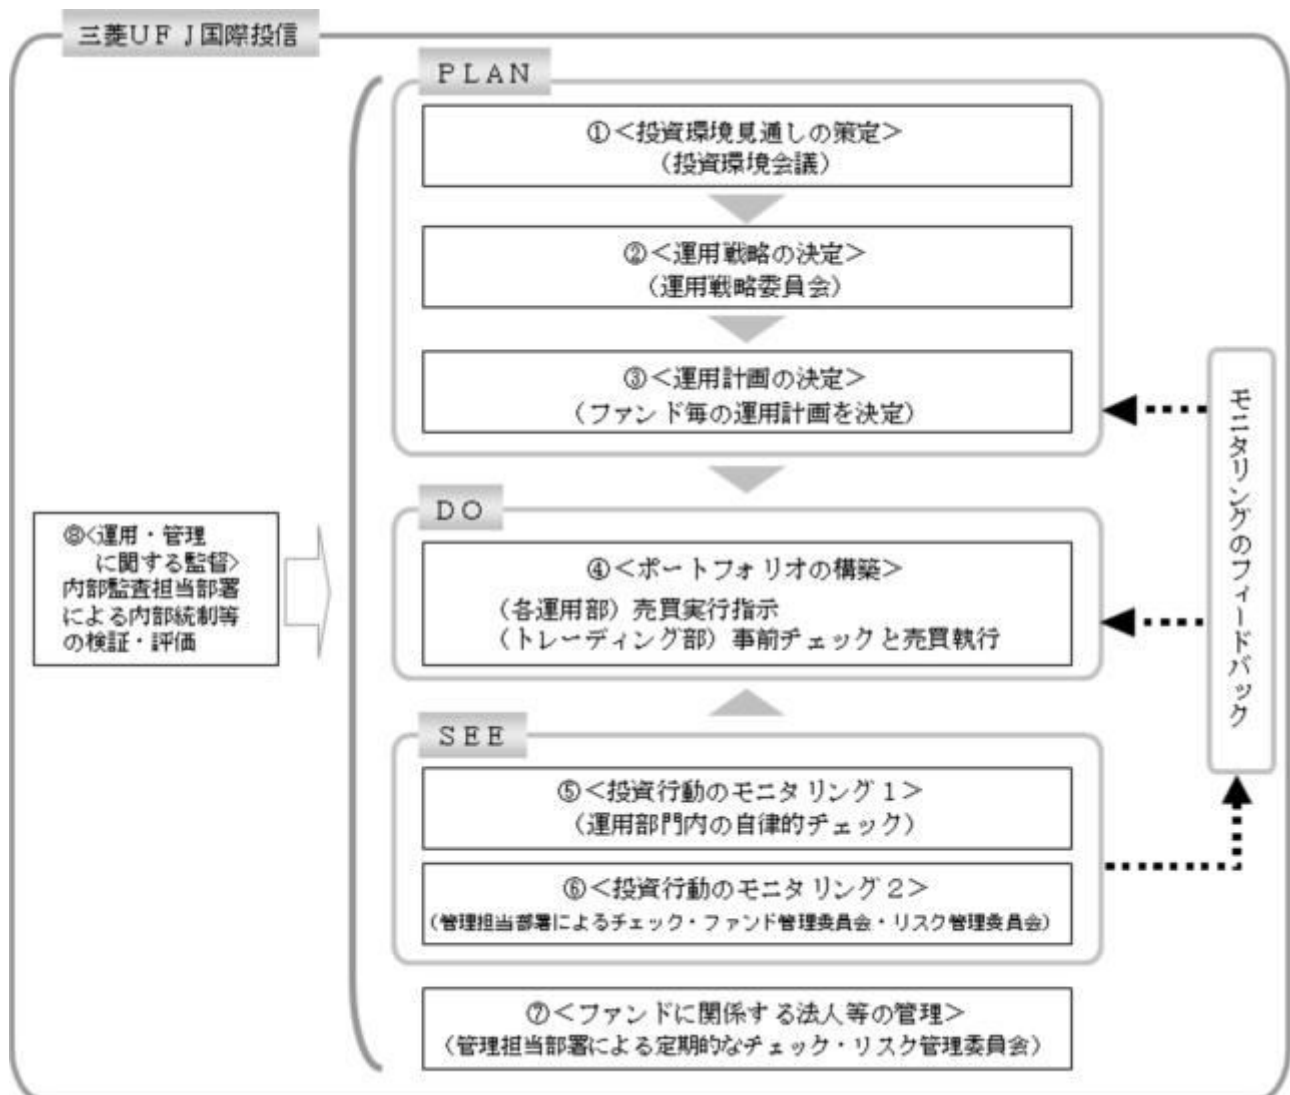 三菱ＵＦＪ国際投信
ＰＬＡＮ
①＜投資環境見通しの策定＞
（投資環境会議）
②＜運用戦略の決定＞
（運用戦略委員会）
③＜運用計画の決定＞
（ファンド毎の運用計画を決定）
ＤＯ
④＜ポートフォリオの構築＞
（各運用部）売買実行指示
（トレーディング部）事前チェックと売買執行
ＳＥＥ
⑤＜投資行動のモニタリング１＞
（運用部門内の自律的チェック）
⑥＜投資行動のモニタリング２＞
（管理担当部署によるチェック・ファンド管理委員会・リスク管理委員会）
⑦＜ファンドに関係する法人等の管理＞
（管理担当部署による定期的なチェック・リスク管理委員会）
⑧＜運用・管理
に関する監督＞
内部監査担当部署
による内部統制等
の検証・評価
モニタリングのフィードバック